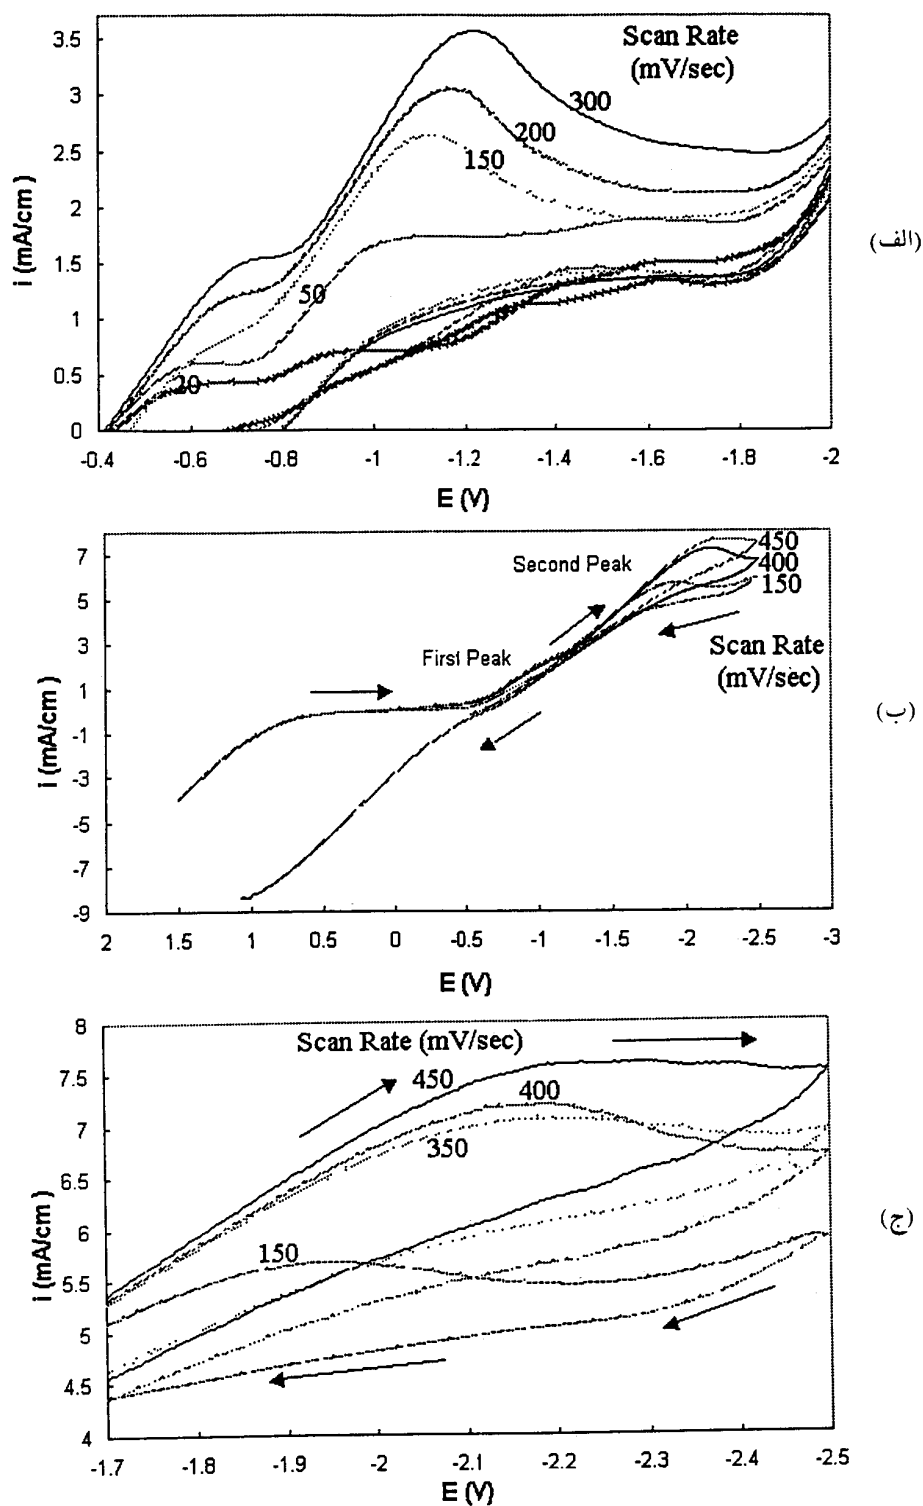 3.5
3
2.5
2
1.5
1
0.5
0
i (mA/cm)
Scan Rate
(mV/sec)
300
200
150
50
20
-0.4 -0.6 -0.8 -1 -1.2 -1.4 -1.6 -1.8 -2
E (V)
(الف)
7
5
3
1
-1
-3
-5
-7
-9
i (mA/cm)
Second Peak
First Peak
450
400
150
Scan Rate
(mV/sec)
2 1.5 1 0.5 0 -0.5 -1 -1.5 -2 -2.5 -3
E (V)
(ب)
8
7.5
7
6.5
6
5.5
5
4.5
4
i (mA/cm)
Scan Rate (mV/sec)
450
400
350
150
-1.7 -1.8 -1.9 -2 -2.1 -2.2 -2.3 -2.4 -2.5
E (V)
(ج)